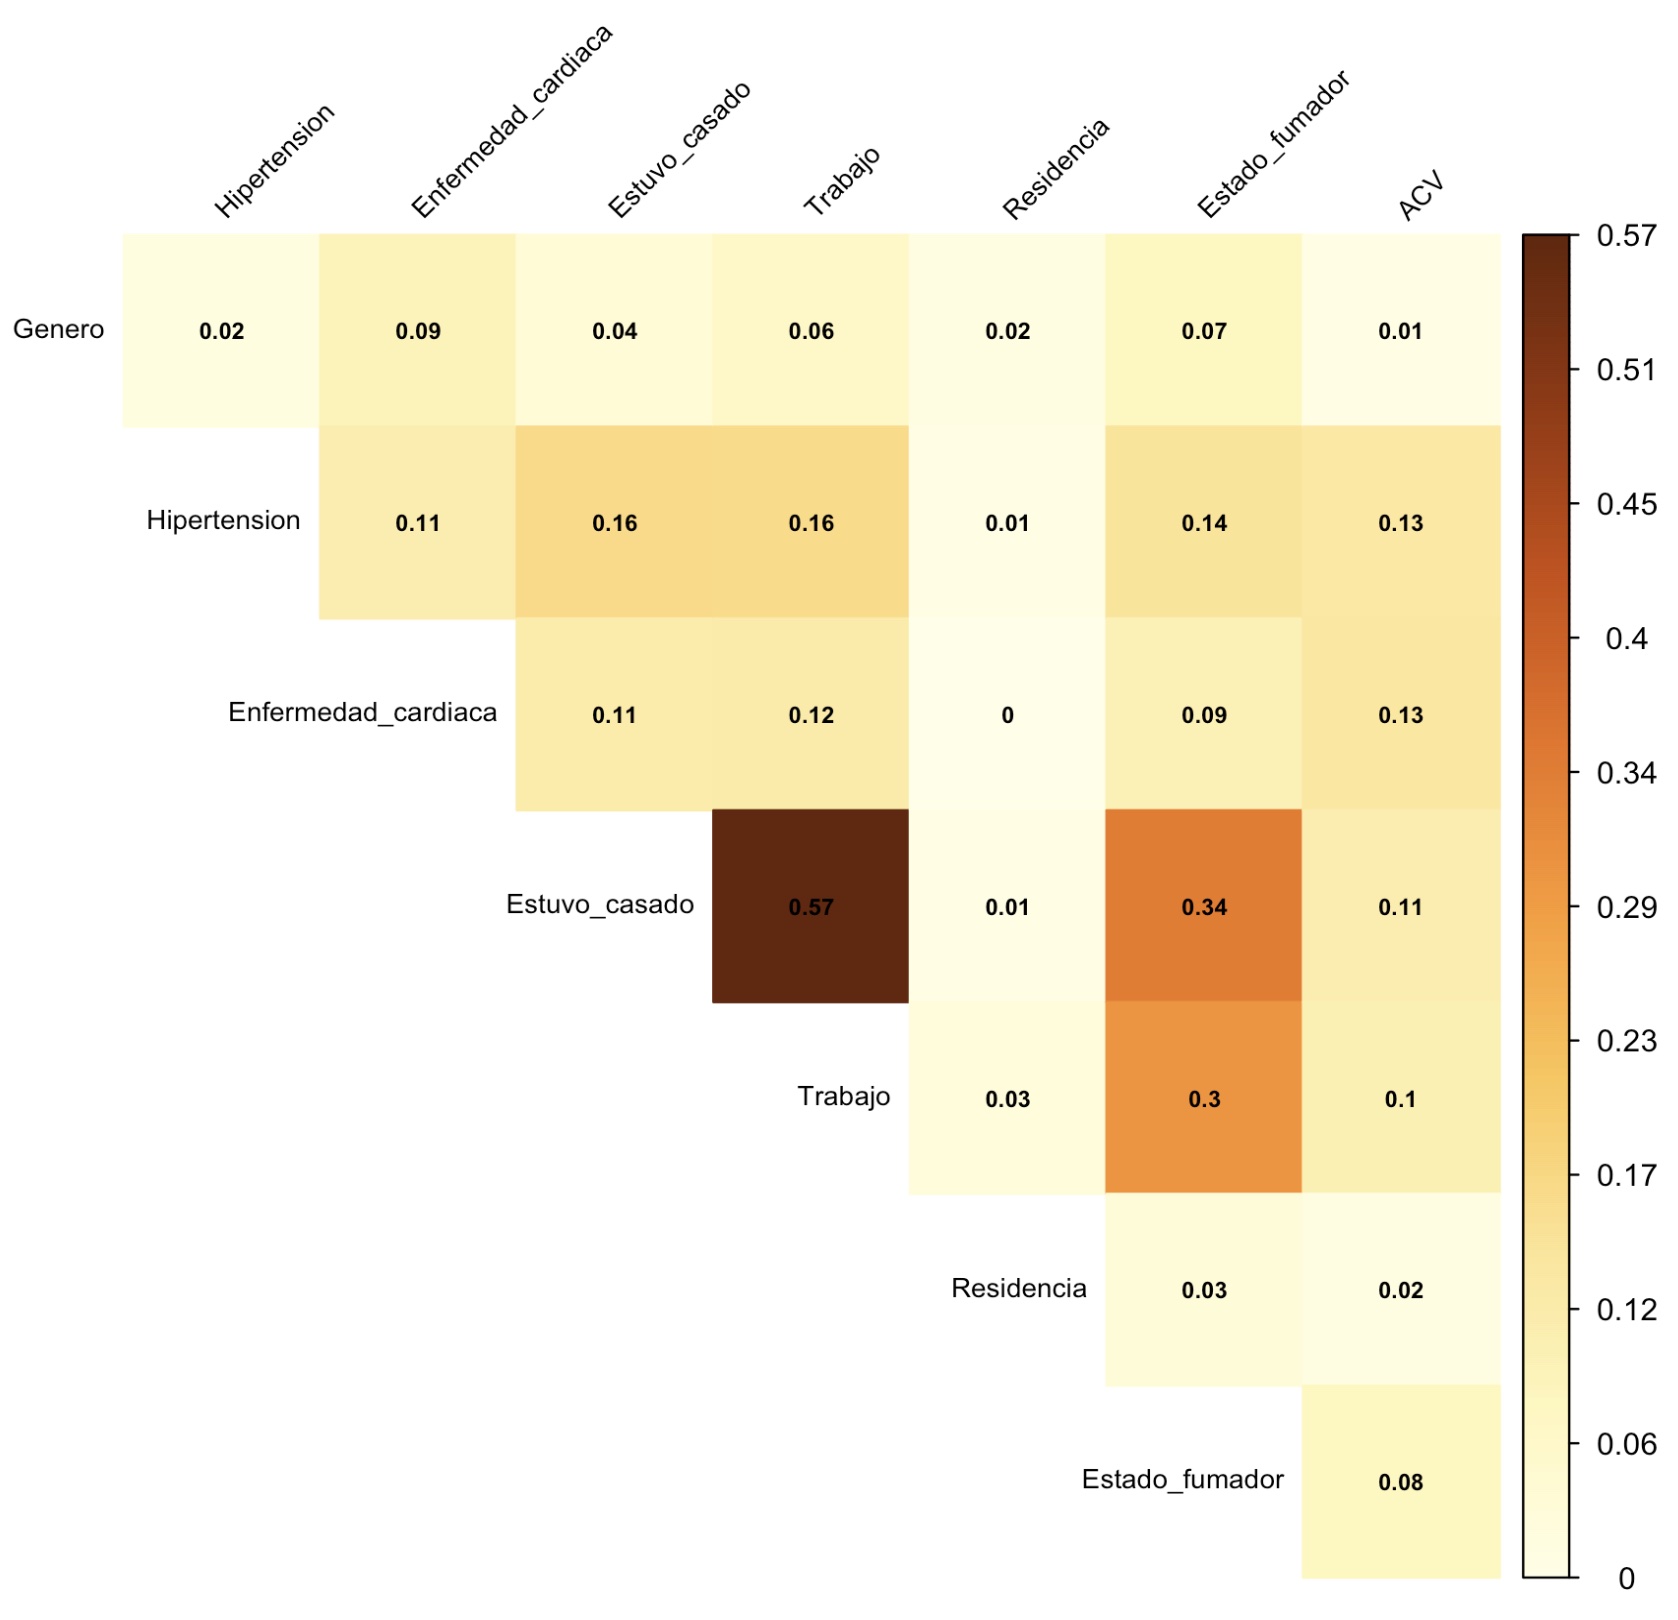 Hipertension Enfermedad_cardiaca Estuvo_casado Trabajo Residencia Estado_fumador ACV
Genero 0.02 0.09 0.04 0.06 0.02 0.07 0.01
Hipertension 0.11 0.16 0.16 0.01 0.14 0.13
Enfermedad_cardiaca 0.11 0.12 0 0.09 0.13
Estuvo_casado 0.57 0.01 0.34 0.11
Trabajo 0.03 0.3 0.1
Residencia 0.03 0.02
Estado_fumador 0.08
0.57
0.51
0.45
0.4
0.34
0.29
0.23
0.17
0.12
0.06
0